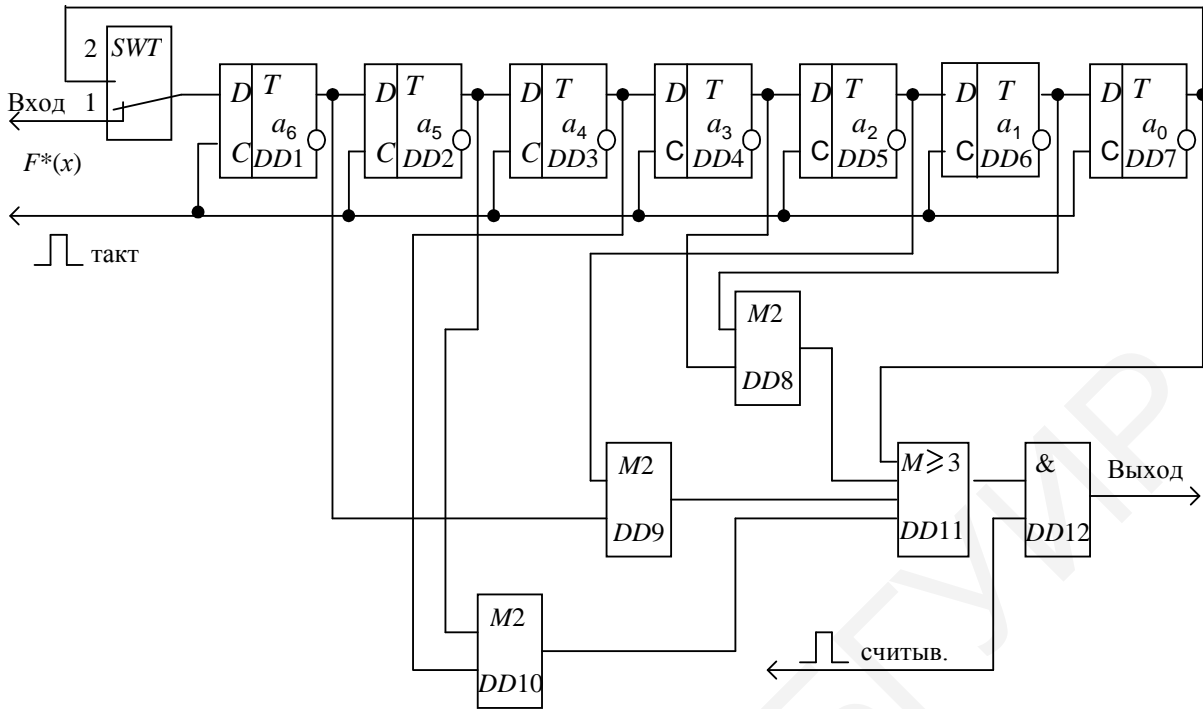 2 SWT
Вход 1
F*(x)
D T
a₆
C DD1
D T
a₅
C DD2
D T
a₄
C DD3
D T
a₃
C DD4
D T
a₂
C DD5
D T
a₁
C DD6
D T
a₀
C DD7
такт
M2
DD8
M2
DD9
M⩾3
DD11
&
DD12
Выход
M2
DD10
считыв.
БГУИР